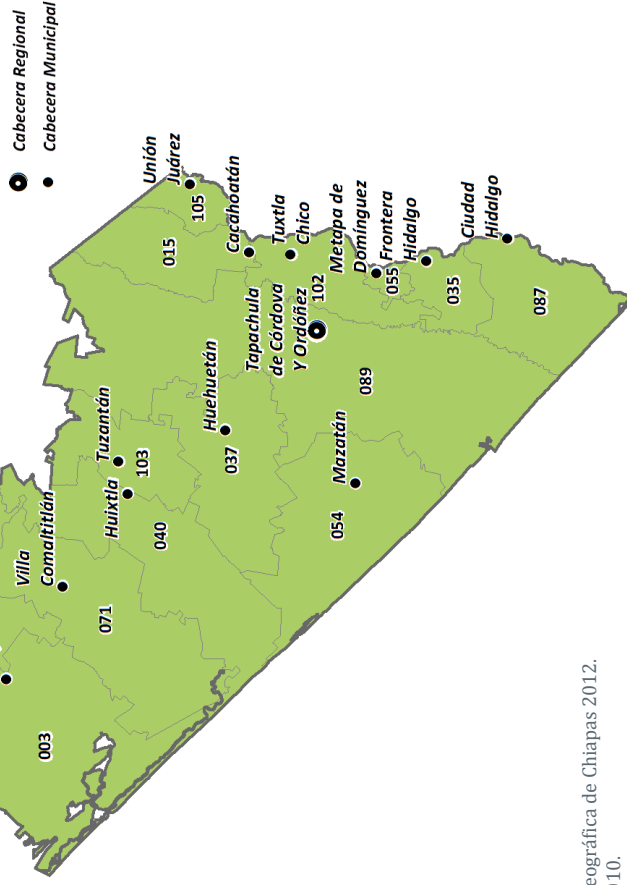 Cabecera Regional
Cabecera Municipal
Unión
Juárez
105
015
Cacahoatán
Tuxtla
Chico
Metapa de
Domínguez
Frontera
Hidalgo
Ciudad
Hidalgo
102
055
035
087
Tapachula
de Córdova
Y Ordóñez
089
Huehuetán
037
Mazatán
054
Tuzantán
103
Huixtla
040
Villa
Comaltitlán
071
003
eográfica de Chiapas 2012.
10.